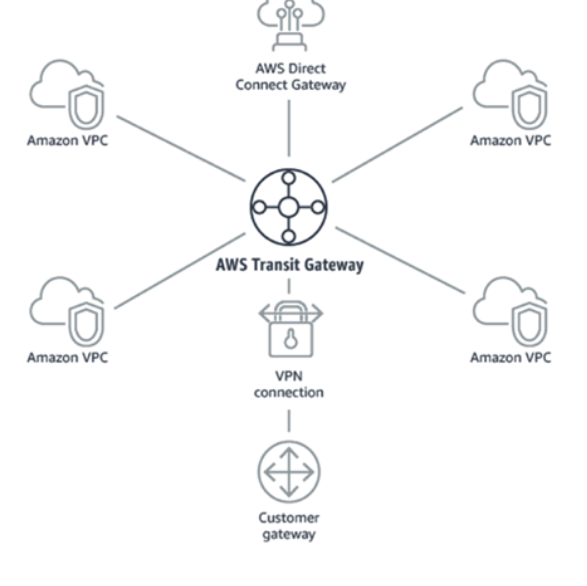 AWS Direct
Connect Gateway
Amazon VPC
Amazon VPC
AWS Transit Gateway
Amazon VPC
Amazon VPC
VPN
connection
Customer
gateway